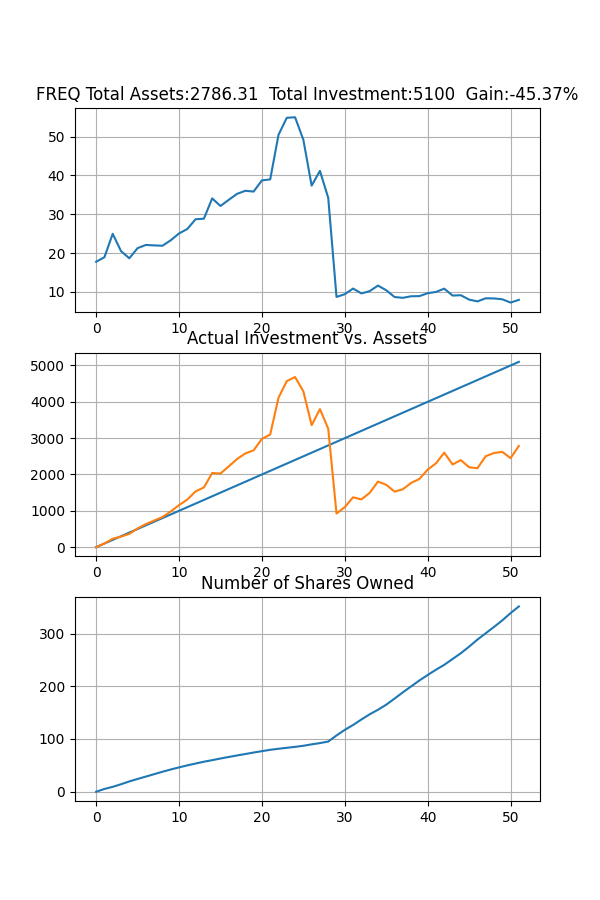 FREQ Total Assets:2786.31  Total Investment:5100  Gain:-45.37%
50
40
30
20
10
0 10 20 30 40 50
Actual Investment vs. Assets
5000
4000
3000
2000
1000
0
0 10 20 30 40 50
Number of Shares Owned
300
200
100
0
0 10 20 30 40 50